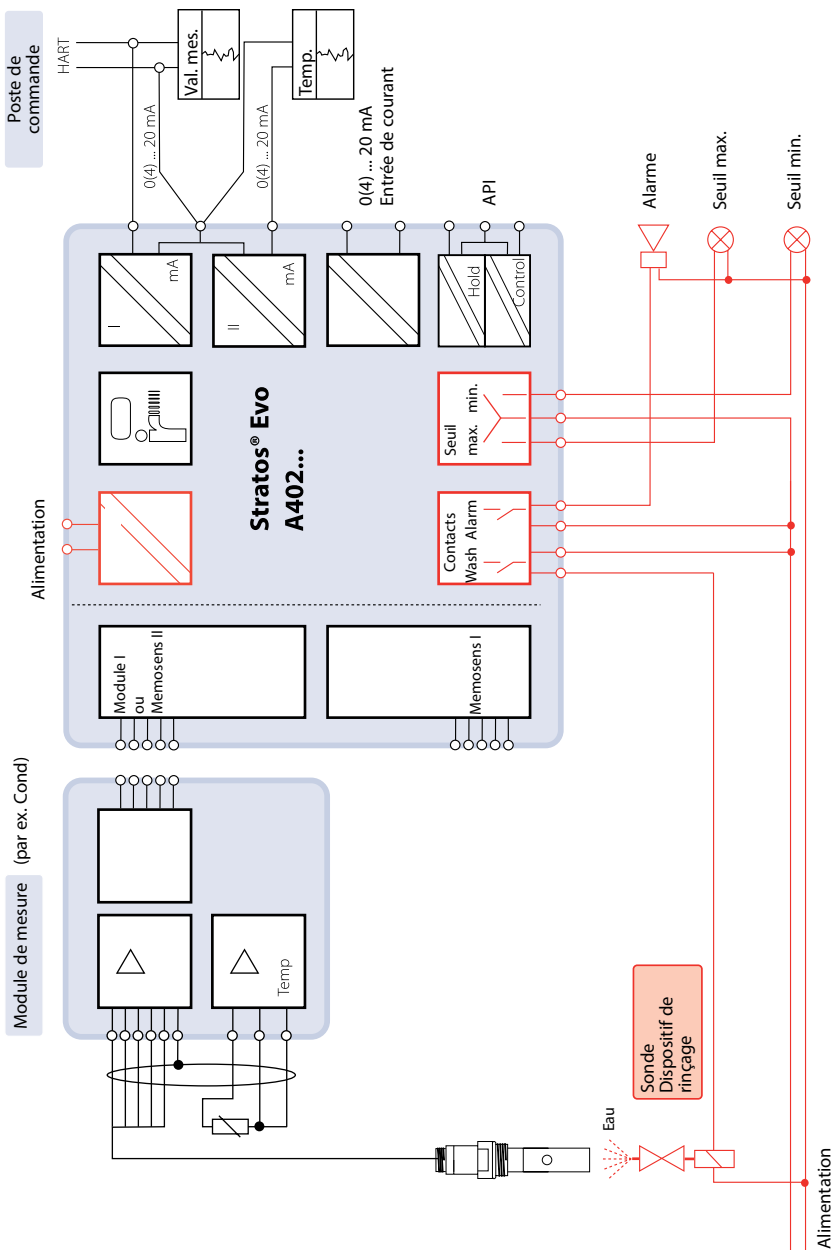 Poste de
commande
HART
Val. mes.
Temp.
0(4) ... 20 mA
0(4) ... 20 mA
0(4) ... 20 mA
Entrée de courant
API
Alarme
Seuil max.
Seuil min.
I
mA
II
mA
Hold
Control
Alimentation
Stratos® Evo
A402...
Seuil
max. min.
Contacts
Wash Alarm
Module I
ou
Memosens II
Memosens I
Module de mesure
(par ex. Cond)
Temp
Sonde
Dispositif de
rinçage
Eau
Alimentation